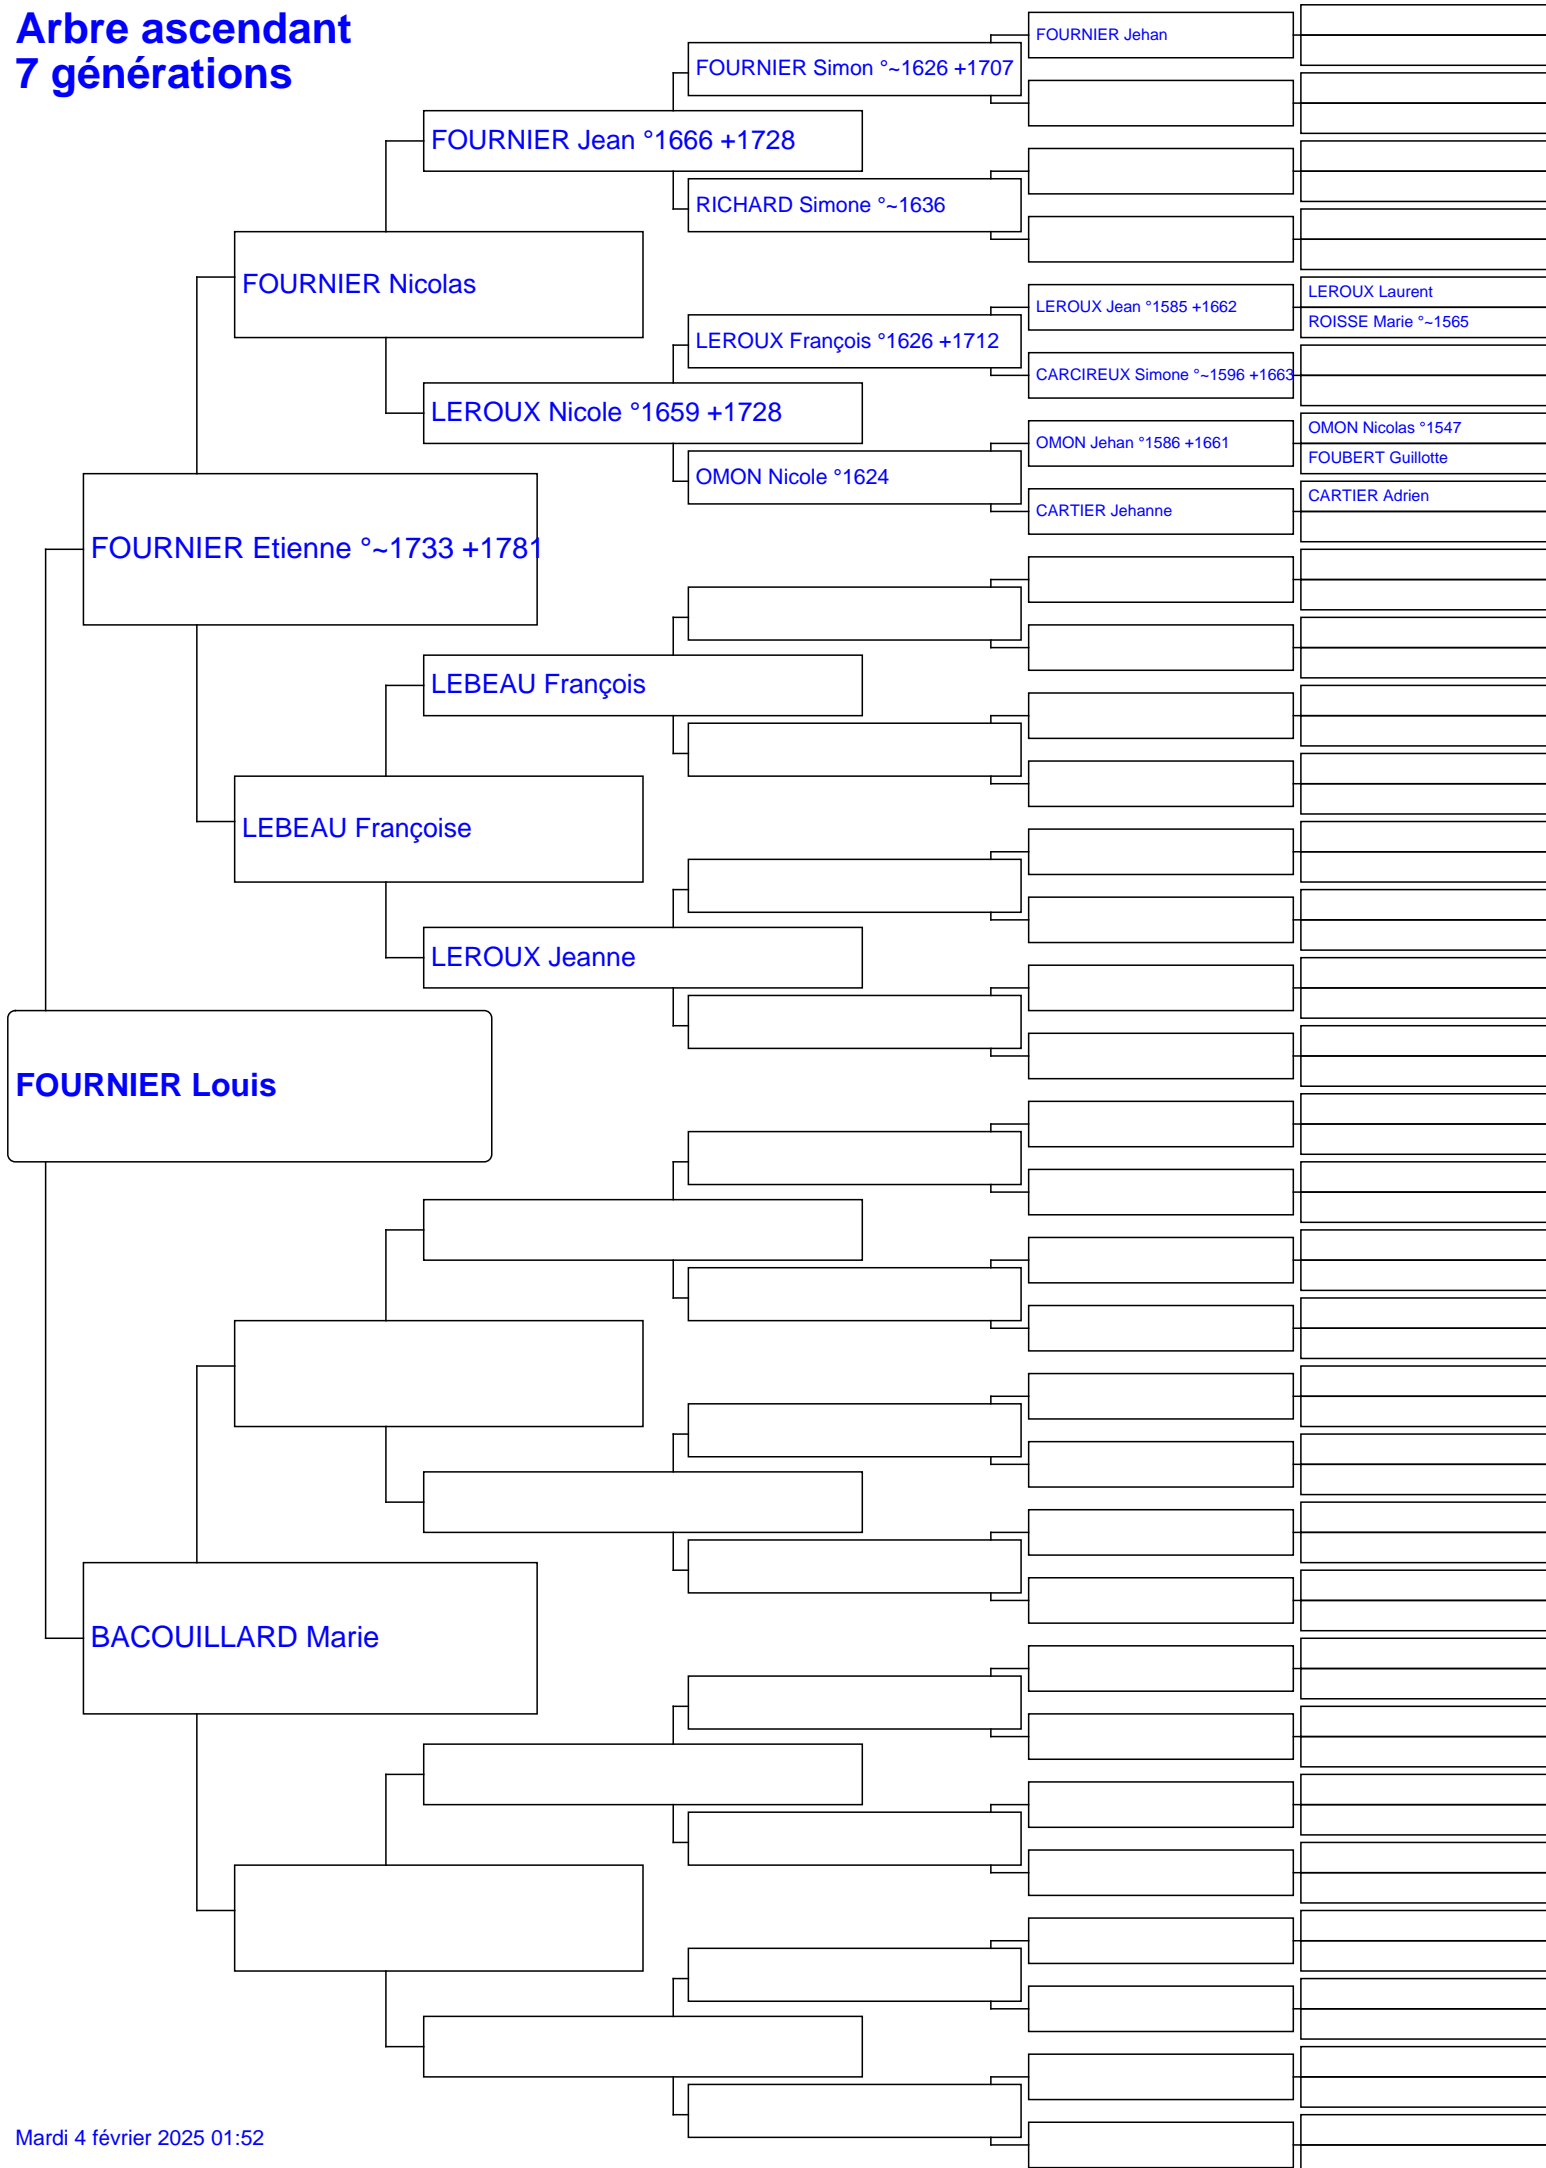 Arbre ascendant
7 générations
FOURNIER Jehan
FOURNIER Simon °~1626 +1707
FOURNIER Jean °1666 +1728
RICHARD Simone °~1636
FOURNIER Nicolas
LEROUX Laurent
LEROUX Jean °1585 +1662
ROISSE Marie °~1565
LEROUX François °1626 +1712
CARCIREUX Simone °~1596 +1663
LEROUX Nicole °1659 +1728
OMON Nicolas °1547
OMON Jehan °1586 +1661
FOUBERT Guillotte
OMON Nicole °1624
CARTIER Adrien
CARTIER Jehanne
FOURNIER Etienne °~1733 +1781
LEBEAU François
LEBEAU Françoise
LEROUX Jeanne
FOURNIER Louis
BACOUILLARD Marie
Mardi 4 février 2025 01:52